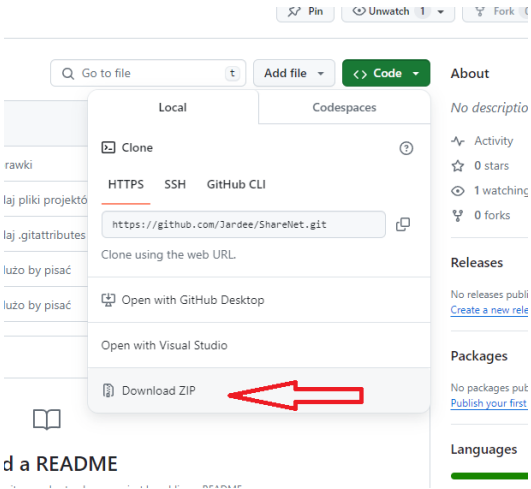 Pin
Unwatch 1
Fork
Go to file t
Add file
<> Code
About
Local
Codespaces
No descriptio
Clone
Activity
rawki
0 stars
HTTPS SSH GitHub CLI
1 watching
laj pliki projektó
0 forks
https://github.com/Jardee/ShareNet.git
laj .gitattributes
Clone using the web URL.
Releases
lużo by pisać
No releases publi
Open with GitHub Desktop
Create a new rele
lużo by pisać
Open with Visual Studio
Packages
Download ZIP
No packages pub
Publish your first
d a README
Languages